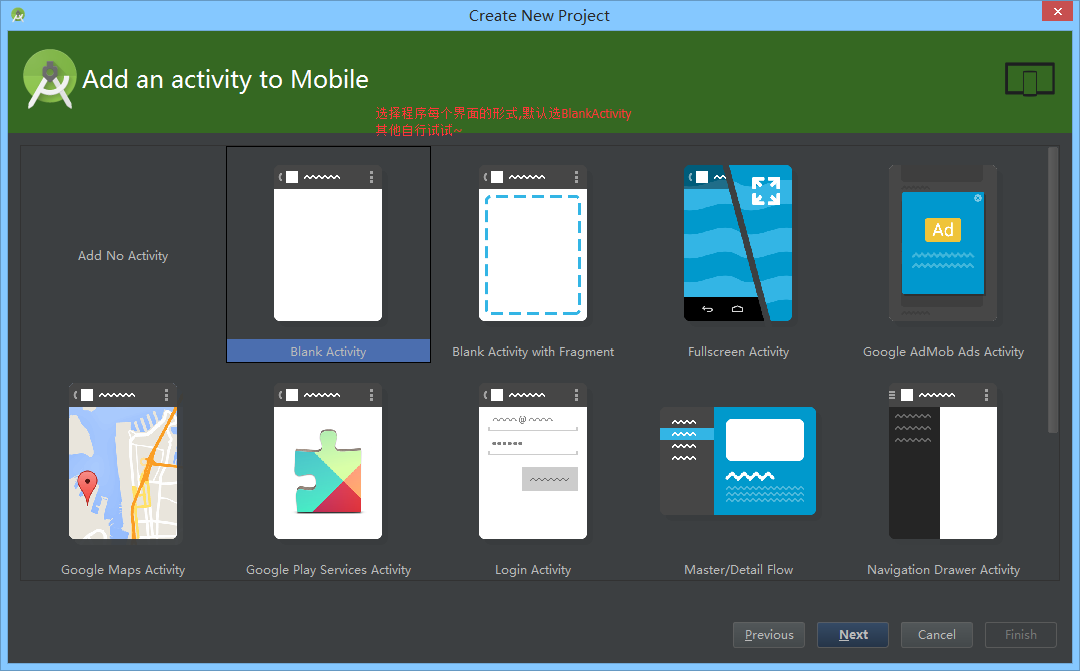 Create New Project
Add an activity to Mobile
选择程序每个界面的形式,默认选BlankActivity
其他自行试试~
Add No Activity
Blank Activity
Blank Activity with Fragment
Fullscreen Activity
Ad
Google AdMob Ads Activity
@
Google Maps Activity
Google Play Services Activity
Login Activity
Master/Detail Flow
Navigation Drawer Activity
Previous
Next
Cancel
Finish